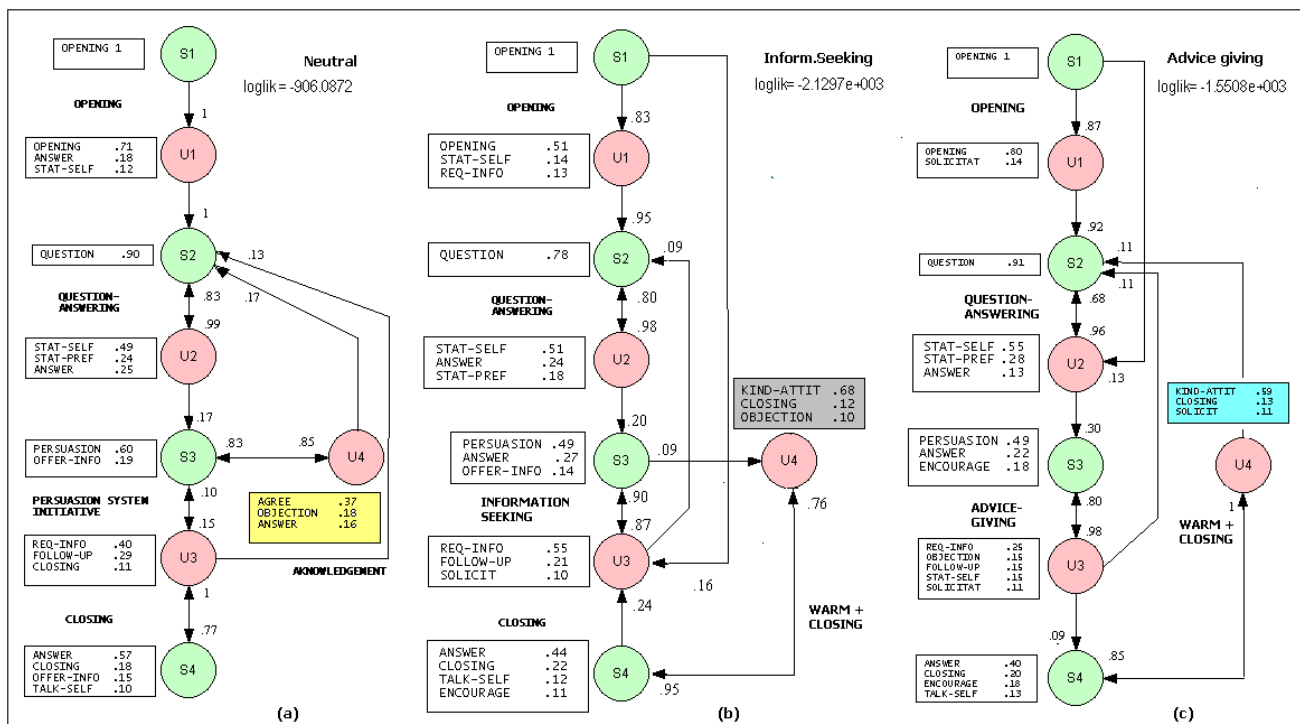 OPENING 1
S1
Neutral
loglik = -906.0872
OPENING
1
OPENING .71
ANSWER .18
STAT-SELF .12
U1
1
QUESTION .90
S2
.13
.17
QUESTION-
ANSWERING
.83
.99
STAT-SELF .49
STAT-PREF .24
ANSWER .25
U2
.17
PERSUASION .60
OFFER-INFO .19
S3
.83
.85
U4
PERSUASION SYSTEM
INITIATIVE
.10
.15
AGREE .37
OBJECTION .18
ANSWER .16
REQ-INFO .40
FOLLOW-UP .29
CLOSING .11
U3
AKNOWLEDGEMENT
1
CLOSING
.77
ANSWER .57
CLOSING .18
OFFER-INFO .15
TALK-SELF .10
S4
(a)
OPENING 1
S1
Inform.Seeking
loglik= -2.1297e+003
OPENING
.83
OPENING .51
STAT-SELF .14
REQ-INFO .13
U1
.95
QUESTION .78
S2
.09
QUESTION-
ANSWERING
.80
.98
STAT-SELF .51
ANSWER .24
STAT-PREF .18
U2
KIND-ATTIT .68
CLOSING .12
OBJECTION .10
.20
PERSUASION .49
ANSWER .27
OFFER-INFO .14
S3
.09
U4
INFORMATION
SEEKING
.90
.87
.76
REQ-INFO .55
FOLLOW-UP .21
SOLICIT .10
U3
.16
.24
WARM +
CLOSING
CLOSING
ANSWER .44
CLOSING .22
TALK-SELF .12
ENCOURAGE .11
S4
.95
(b)
OPENING 1
S1
Advice giving
loglik= -1.5508e+003
OPENING
.87
OPENING .80
SOLICITAT .14
U1
.92
QUESTION .91
S2
.11
.11
QUESTION-
ANSWERING
.68
.96
STAT-SELF .55
STAT-PREF .28
ANSWER .13
U2
.13
KIND-ATTIT .59
CLOSING .13
SOLICIT .11
.30
PERSUASION .49
ANSWER .22
ENCOURAGE .18
S3
U4
.80
ADVICE-
GIVING
.98
1
WARM +
CLOSING
REQ-INFO .25
OBJECTION .15
FOLLOW-UP .15
STAT-SELF .15
SOLICITAT .11
U3
.09
.85
ANSWER .40
CLOSING .20
ENCOURAGE .18
TALK-SELF .13
S4
(c)